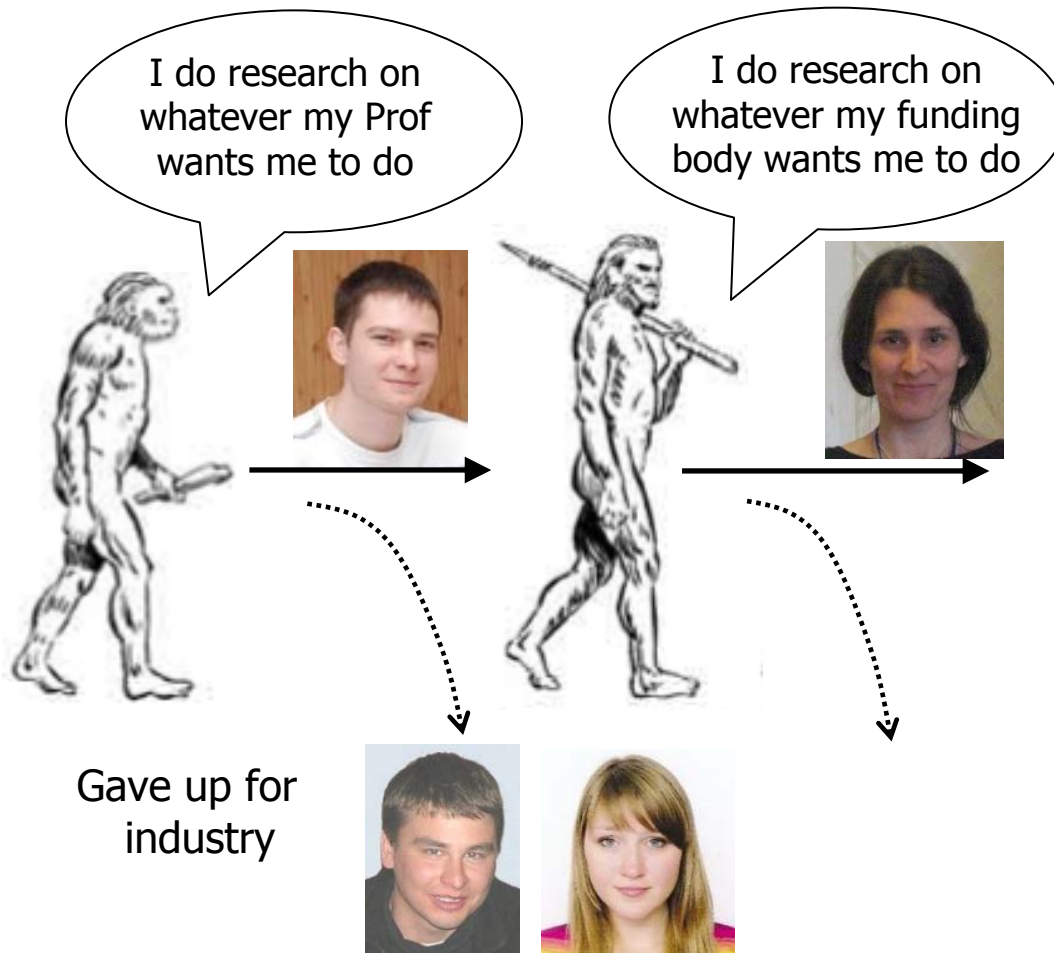 I do research on
whatever my Prof
wants me to do
I do research on
whatever my funding
body wants me to do
Gave up for
industry